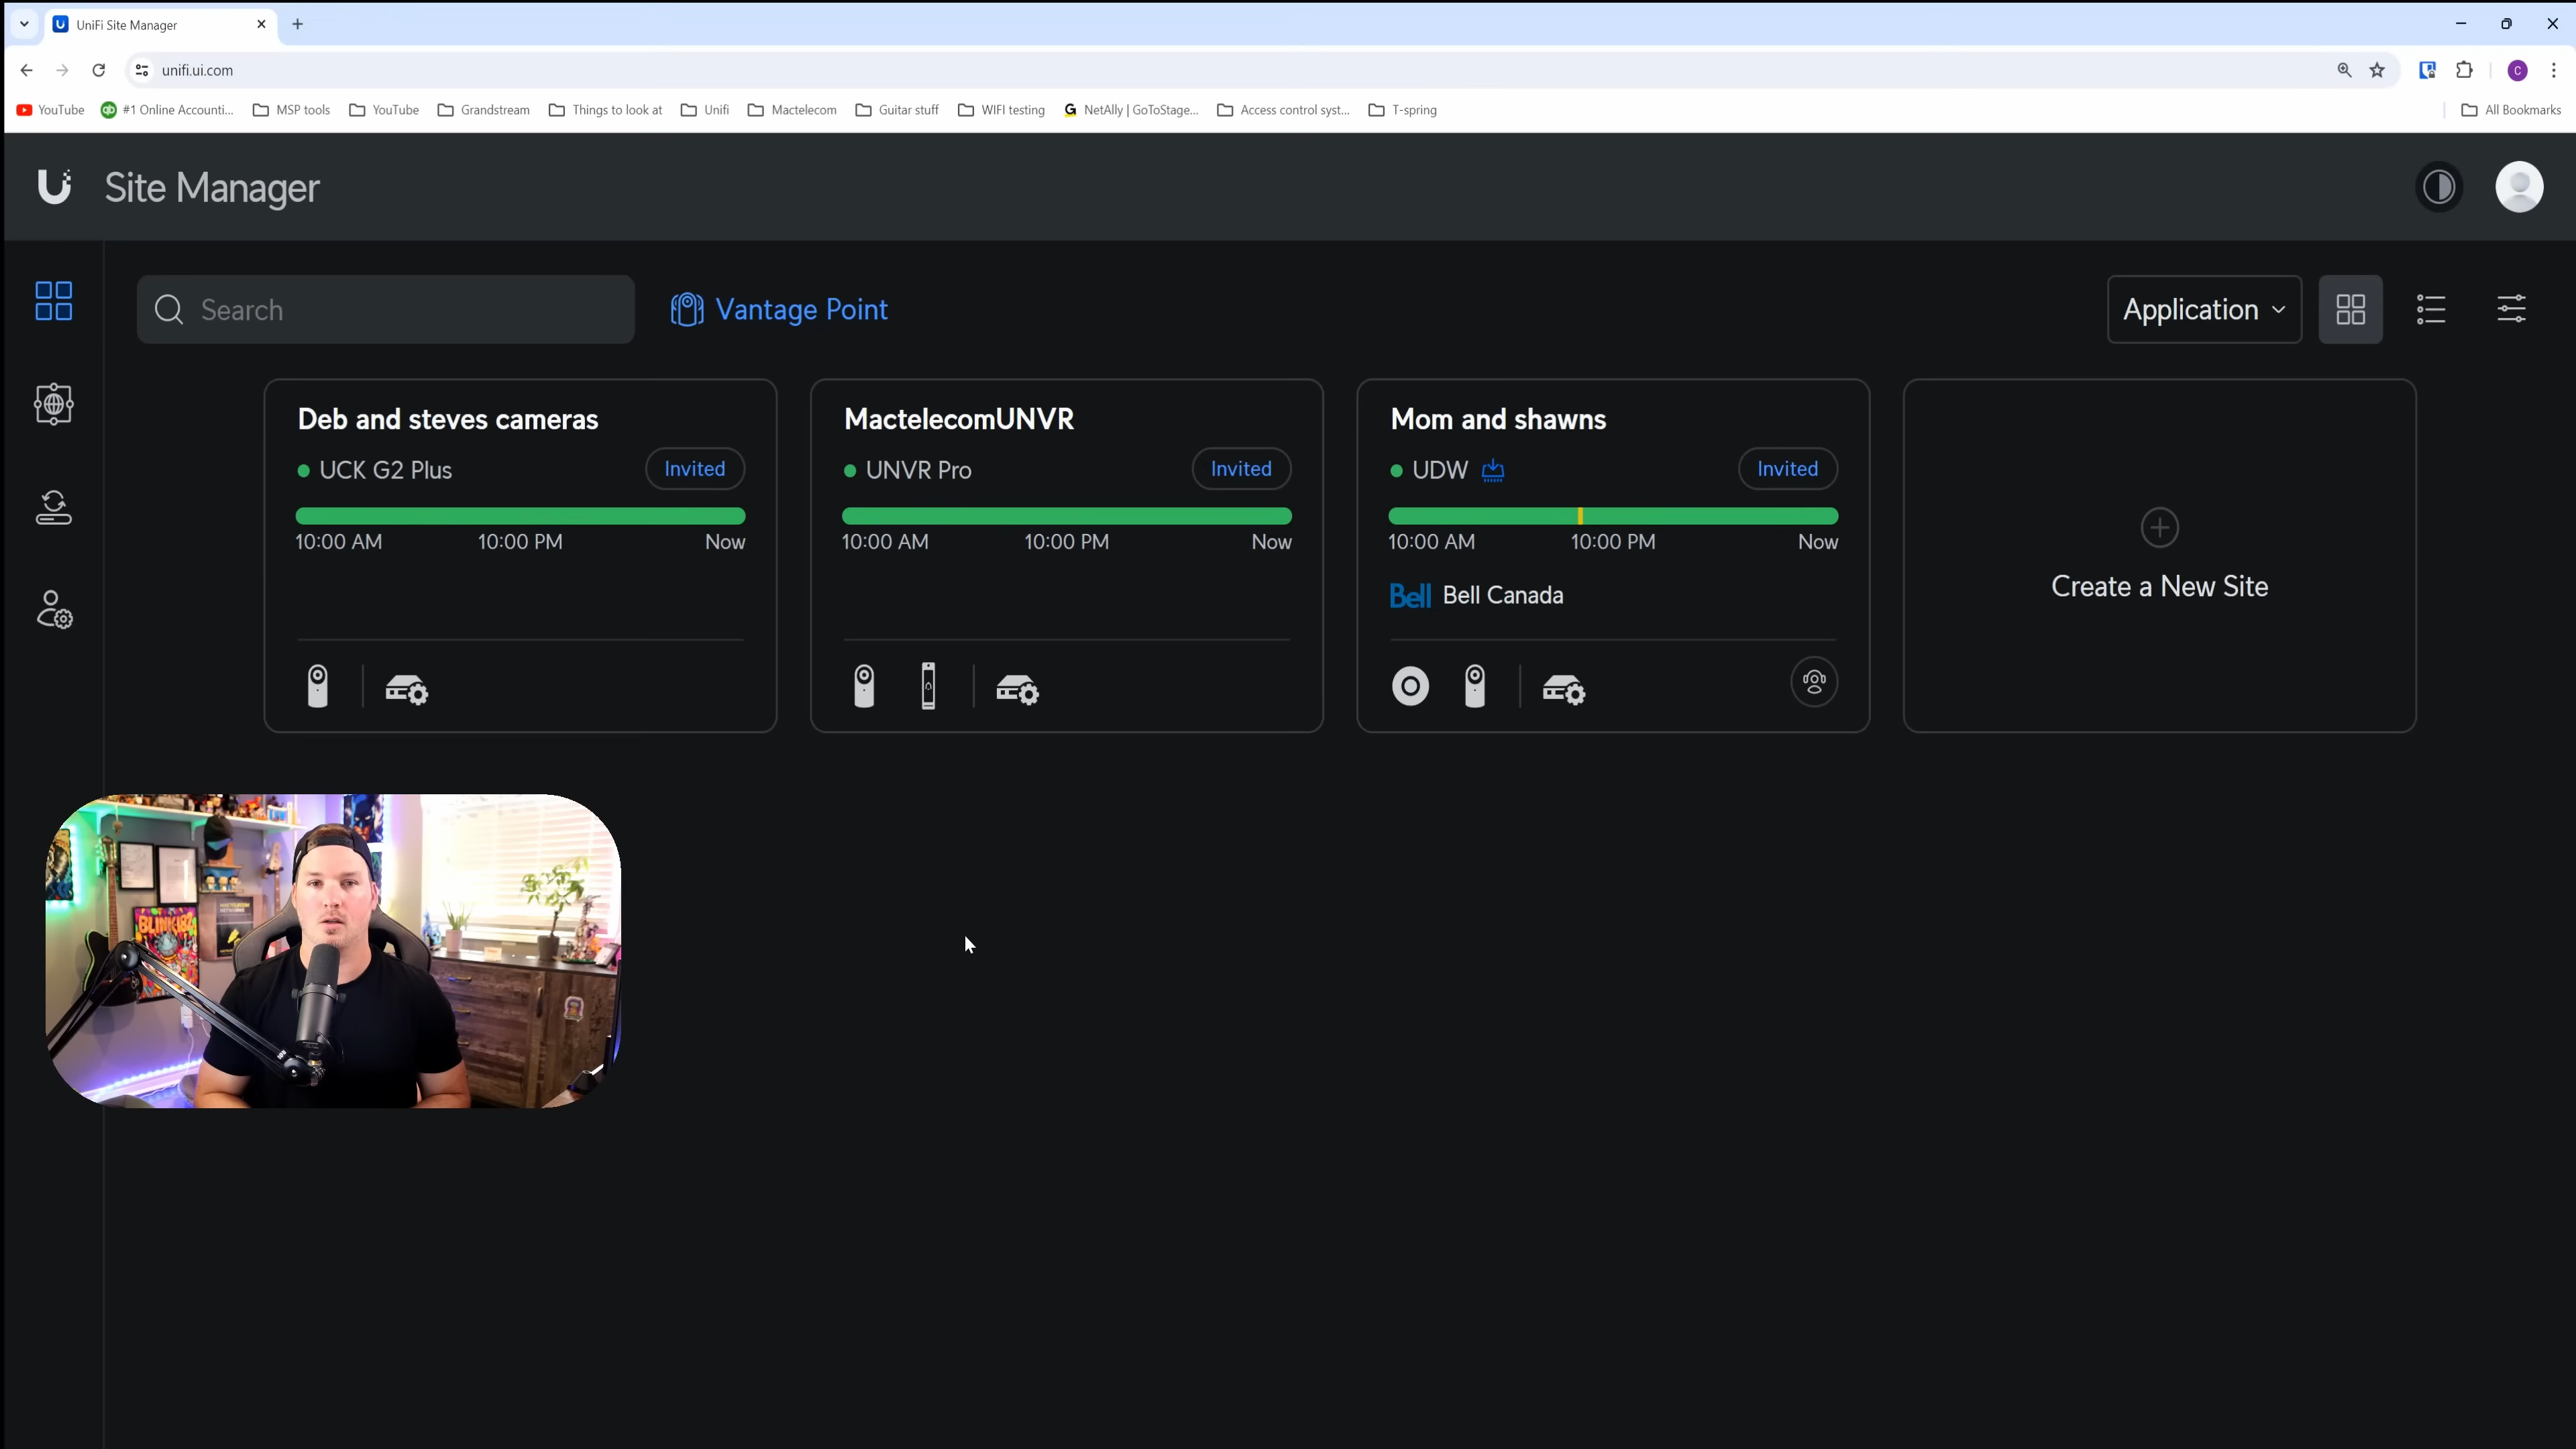 UniFi Site Manager
unifi.ui.com
YouTube #1 Online Accounti... MSP tools YouTube Grandstream Things to look at Unifi Mactelecom Guitar stuff WIFI testing NetAlly | GoToStage... Access control syst... T-spring All Bookmarks
Site Manager
Search Vantage Point Application
Deb and steves cameras
UCK G2 Plus Invited
10:00 AM 10:00 PM Now
MactelecomUNVR
UNVR Pro Invited
10:00 AM 10:00 PM Now
Mom and shawns
UDW Invited
10:00 AM 10:00 PM Now
Bell Bell Canada
Create a New Site
BLINK-182